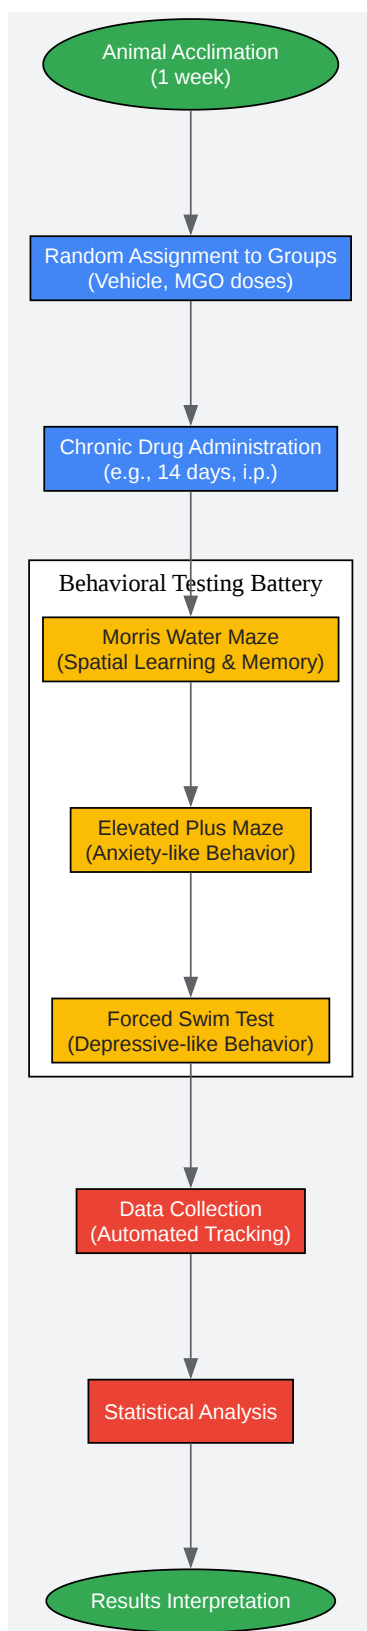 Animal Acclimation
(1 week)
Random Assignment to Groups
(Vehicle, MGO doses)
Chronic Drug Administration
(e.g., 14 days, i.p.)
Behavioral Testing Battery
Morris Water Maze
(Spatial Learning & Memory)
Elevated Plus Maze
(Anxiety-like Behavior)
Forced Swim Test
(Depressive-like Behavior)
Data Collection
(Automated Tracking)
Statistical Analysis
Results Interpretation